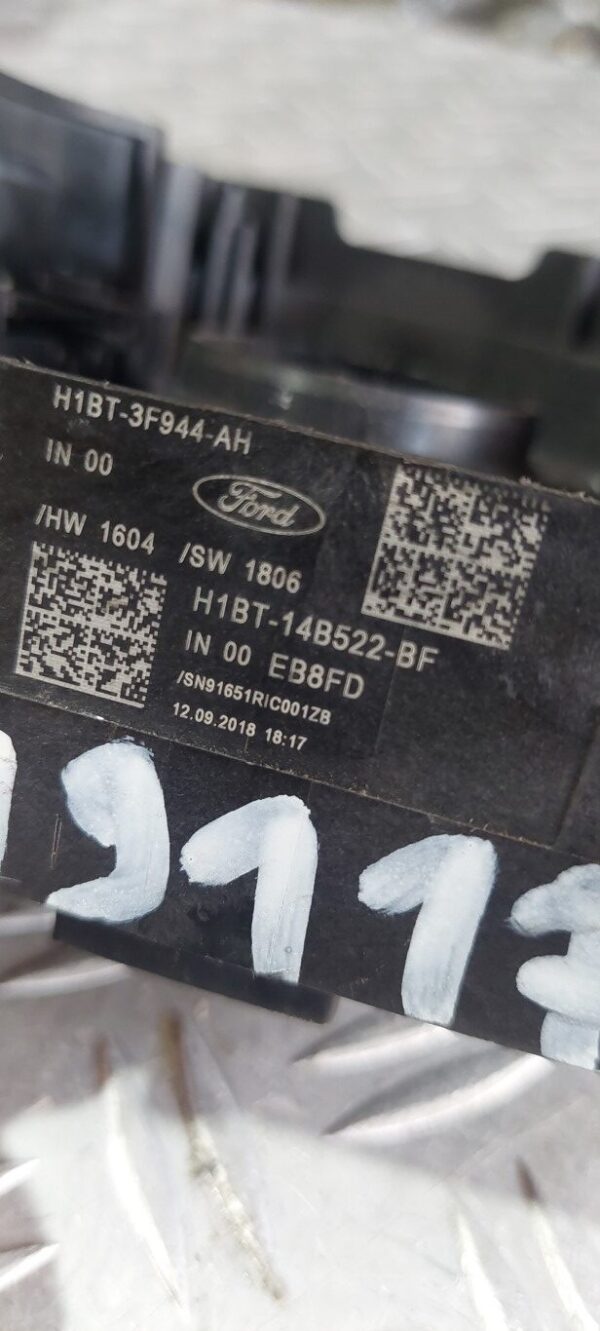 H1BT-3F944-AH
IN 00
Ford
/HW 1604 /SW 1806
H1BT-14B522-BF
IN 00 EB8FD
/SN91651RIC001ZB
12.09.2018 18:17
911